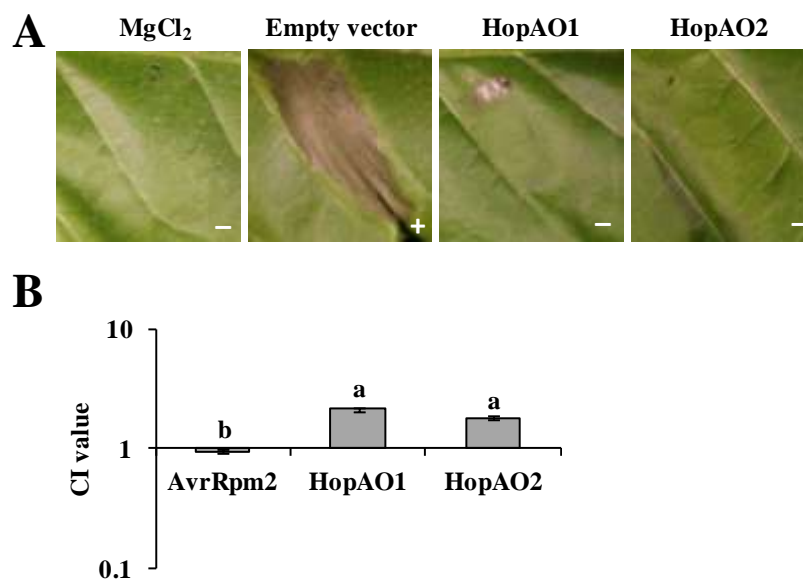 A
MgCl₂ Empty vector HopAO1 HopAO2
– + – –
B
10
a
a
b
1
CI value
AvrRpm2 HopAO1 HopAO2
0.1